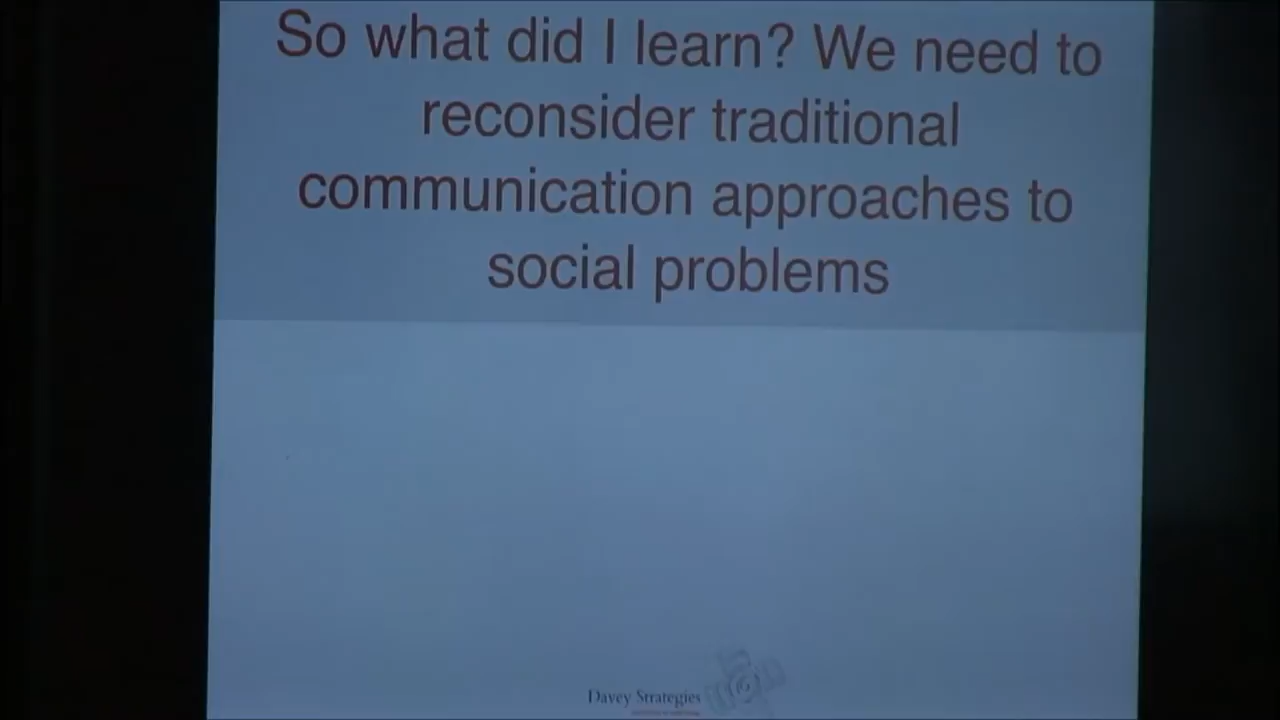 So what did I learn? We need to
reconsider traditional
communication approaches to
social problems
Davey Strategies